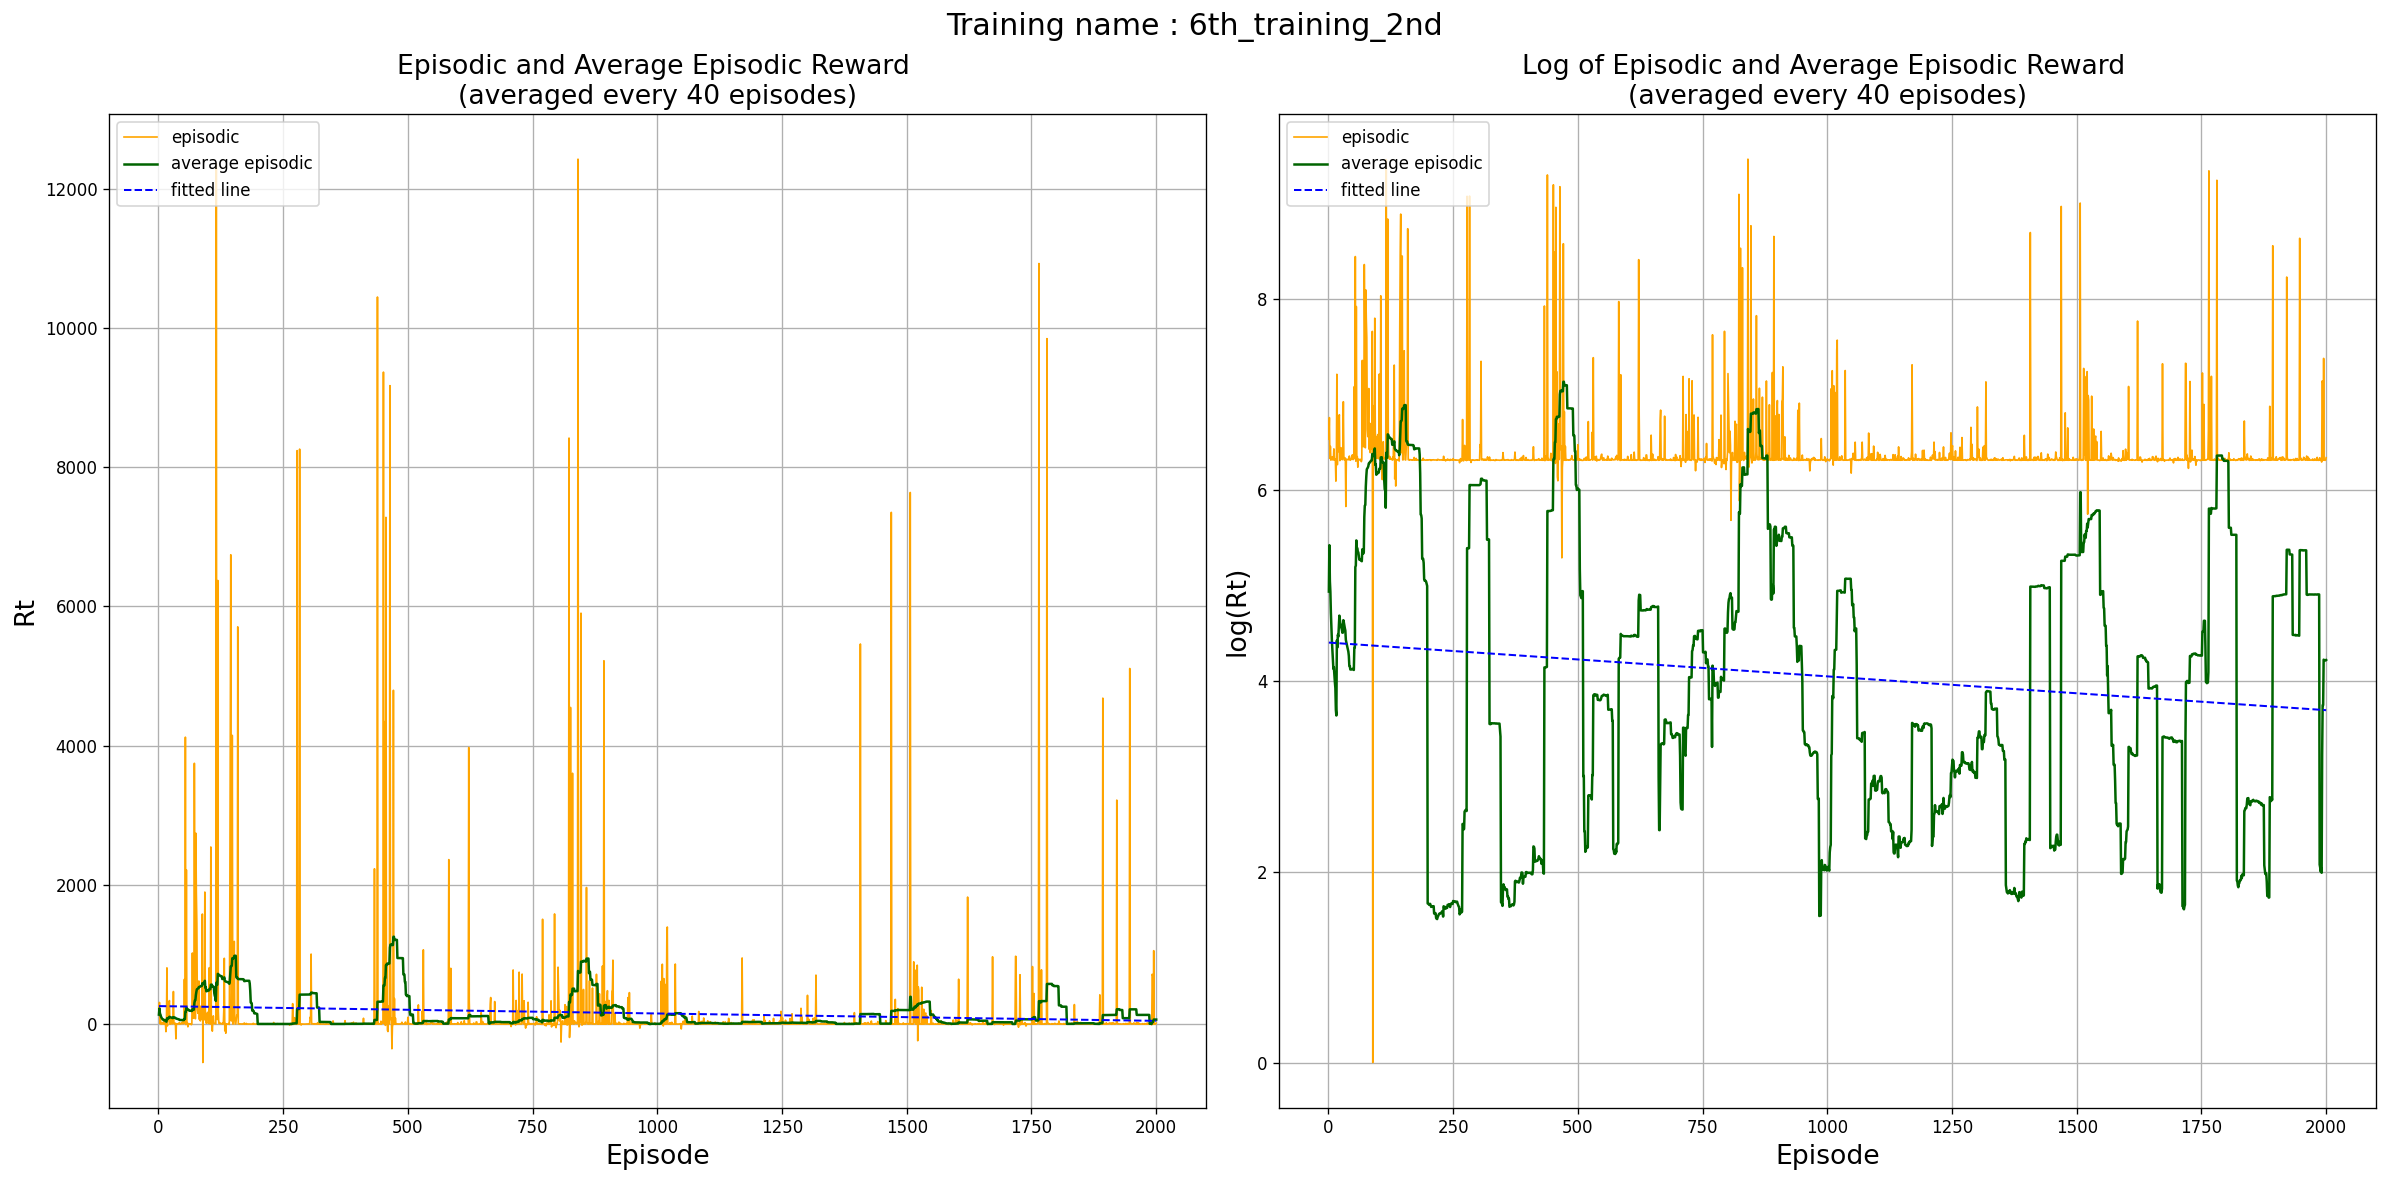 Training name : 6th_training_2nd
Episodic and Average Episodic Reward
(averaged every 40 episodes)
episodic
average episodic
fitted line
12000
10000
8000
6000
4000
2000
0
Rt
0 250 500 750 1000 1250 1500 1750 2000
Episode
Log of Episodic and Average Episodic Reward
(averaged every 40 episodes)
episodic
average episodic
fitted line
8
6
4
2
0
log(Rt)
0 250 500 750 1000 1250 1500 1750 2000
Episode